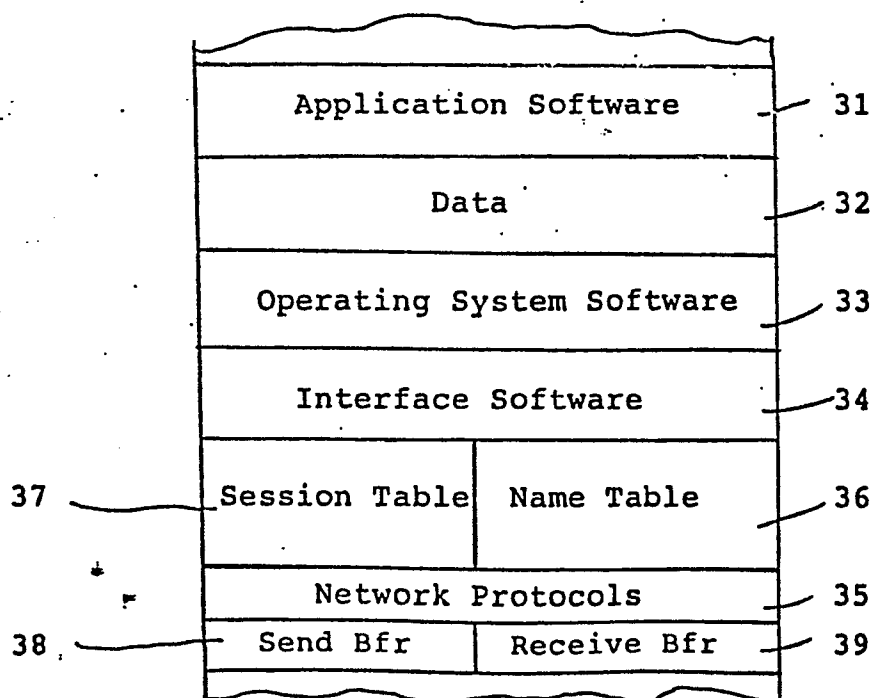 Application Software 31
Data 32
Operating System Software 33
Interface Software 34
37 Session Table Name Table 36
Network Protocols 35
38 Send Bfr Receive Bfr 39